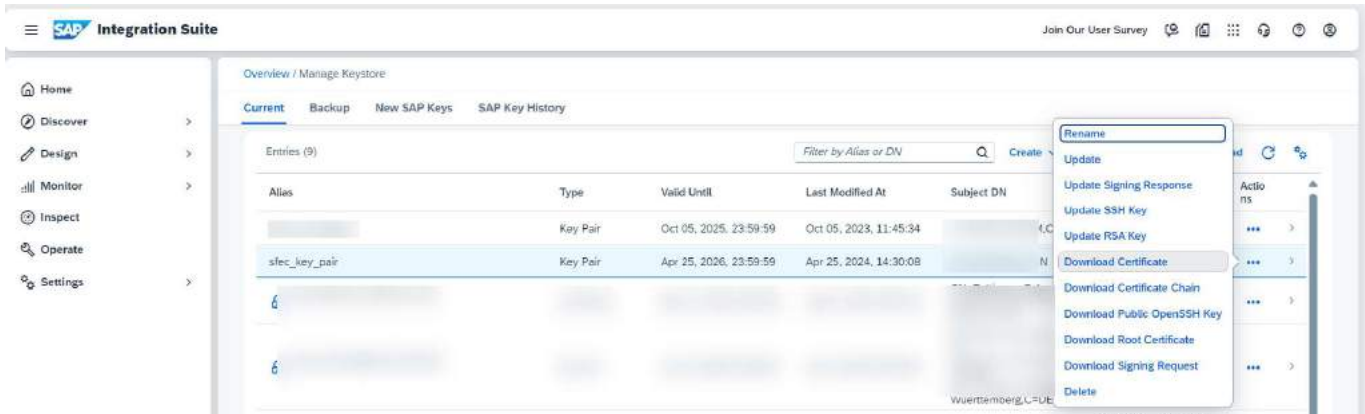 SAP Integration Suite
Join Our User Survey
Home
Discover
Design
Monitor
Inspect
Operate
Settings
Overview / Manage Keystore
Current Backup New SAP Keys SAP Key History
Entries (9)
Filter by Alias or DN
Create
Alias Type Valid Until Last Modified At Subject DN Actio
ns
Key Pair Oct 05, 2025, 23:59:59 Oct 05, 2023, 11:45:34
sfec_key_pair Key Pair Apr 25, 2026, 23:59:59 Apr 25, 2024, 14:30:08 N
Wuerttemberg,C=DE
Rename
Update
Update Signing Response
Update SSH Key
Update RSA Key
Download Certificate
Download Certificate Chain
Download Public OpenSSH Key
Download Root Certificate
Download Signing Request
Delete